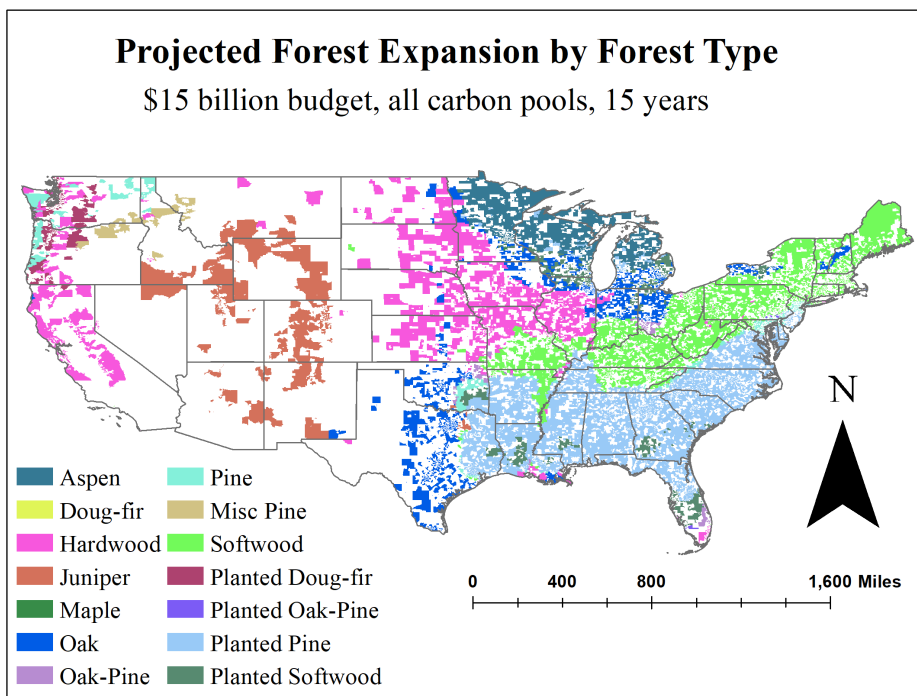 Projected Forest Expansion by Forest Type
$15 billion budget, all carbon pools, 15 years
N
Aspen
Doug-fir
Hardwood
Juniper
Maple
Oak
Oak-Pine
Pine
Misc Pine
Softwood
Planted Doug-fir
Planted Oak-Pine
Planted Pine
Planted Softwood
0 400 800 1,600 Miles